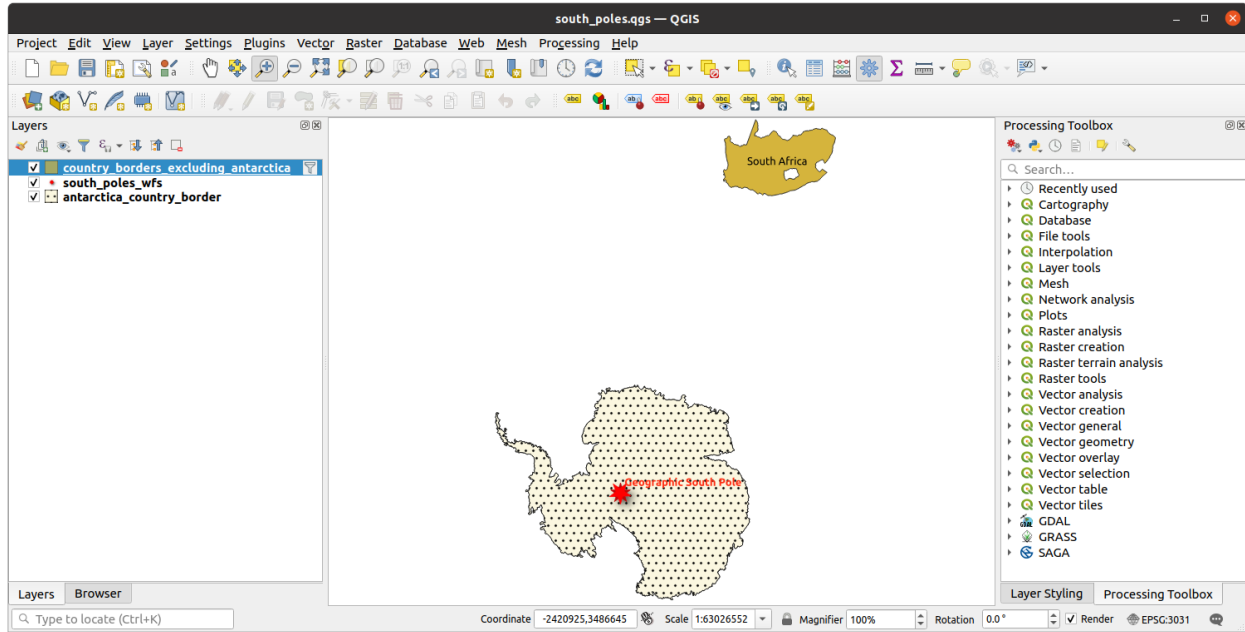 south_poles.qgs — QGIS
Project Edit View Layer Settings Plugins Vector Raster Database Web Mesh Processing Help
Layers
country_borders_excluding_antarctica
south_poles_wfs
antarctica_country_border
South Africa
Geographic South Pole
Processing Toolbox
Search...
Recently used
Cartography
Database
File tools
Interpolation
Layer tools
Mesh
Network analysis
Plots
Raster analysis
Raster creation
Raster terrain analysis
Raster tools
Vector analysis
Vector creation
Vector general
Vector geometry
Vector overlay
Vector selection
Vector table
Vector tiles
GDAL
GRASS
SAGA
Layers Browser
Layer Styling Processing Toolbox
Type to locate (Ctrl+K) Coordinate -2420925,3486645 Scale 1:63026552 Magnifier 100% Rotation 0.0 ° Render EPSG:3031